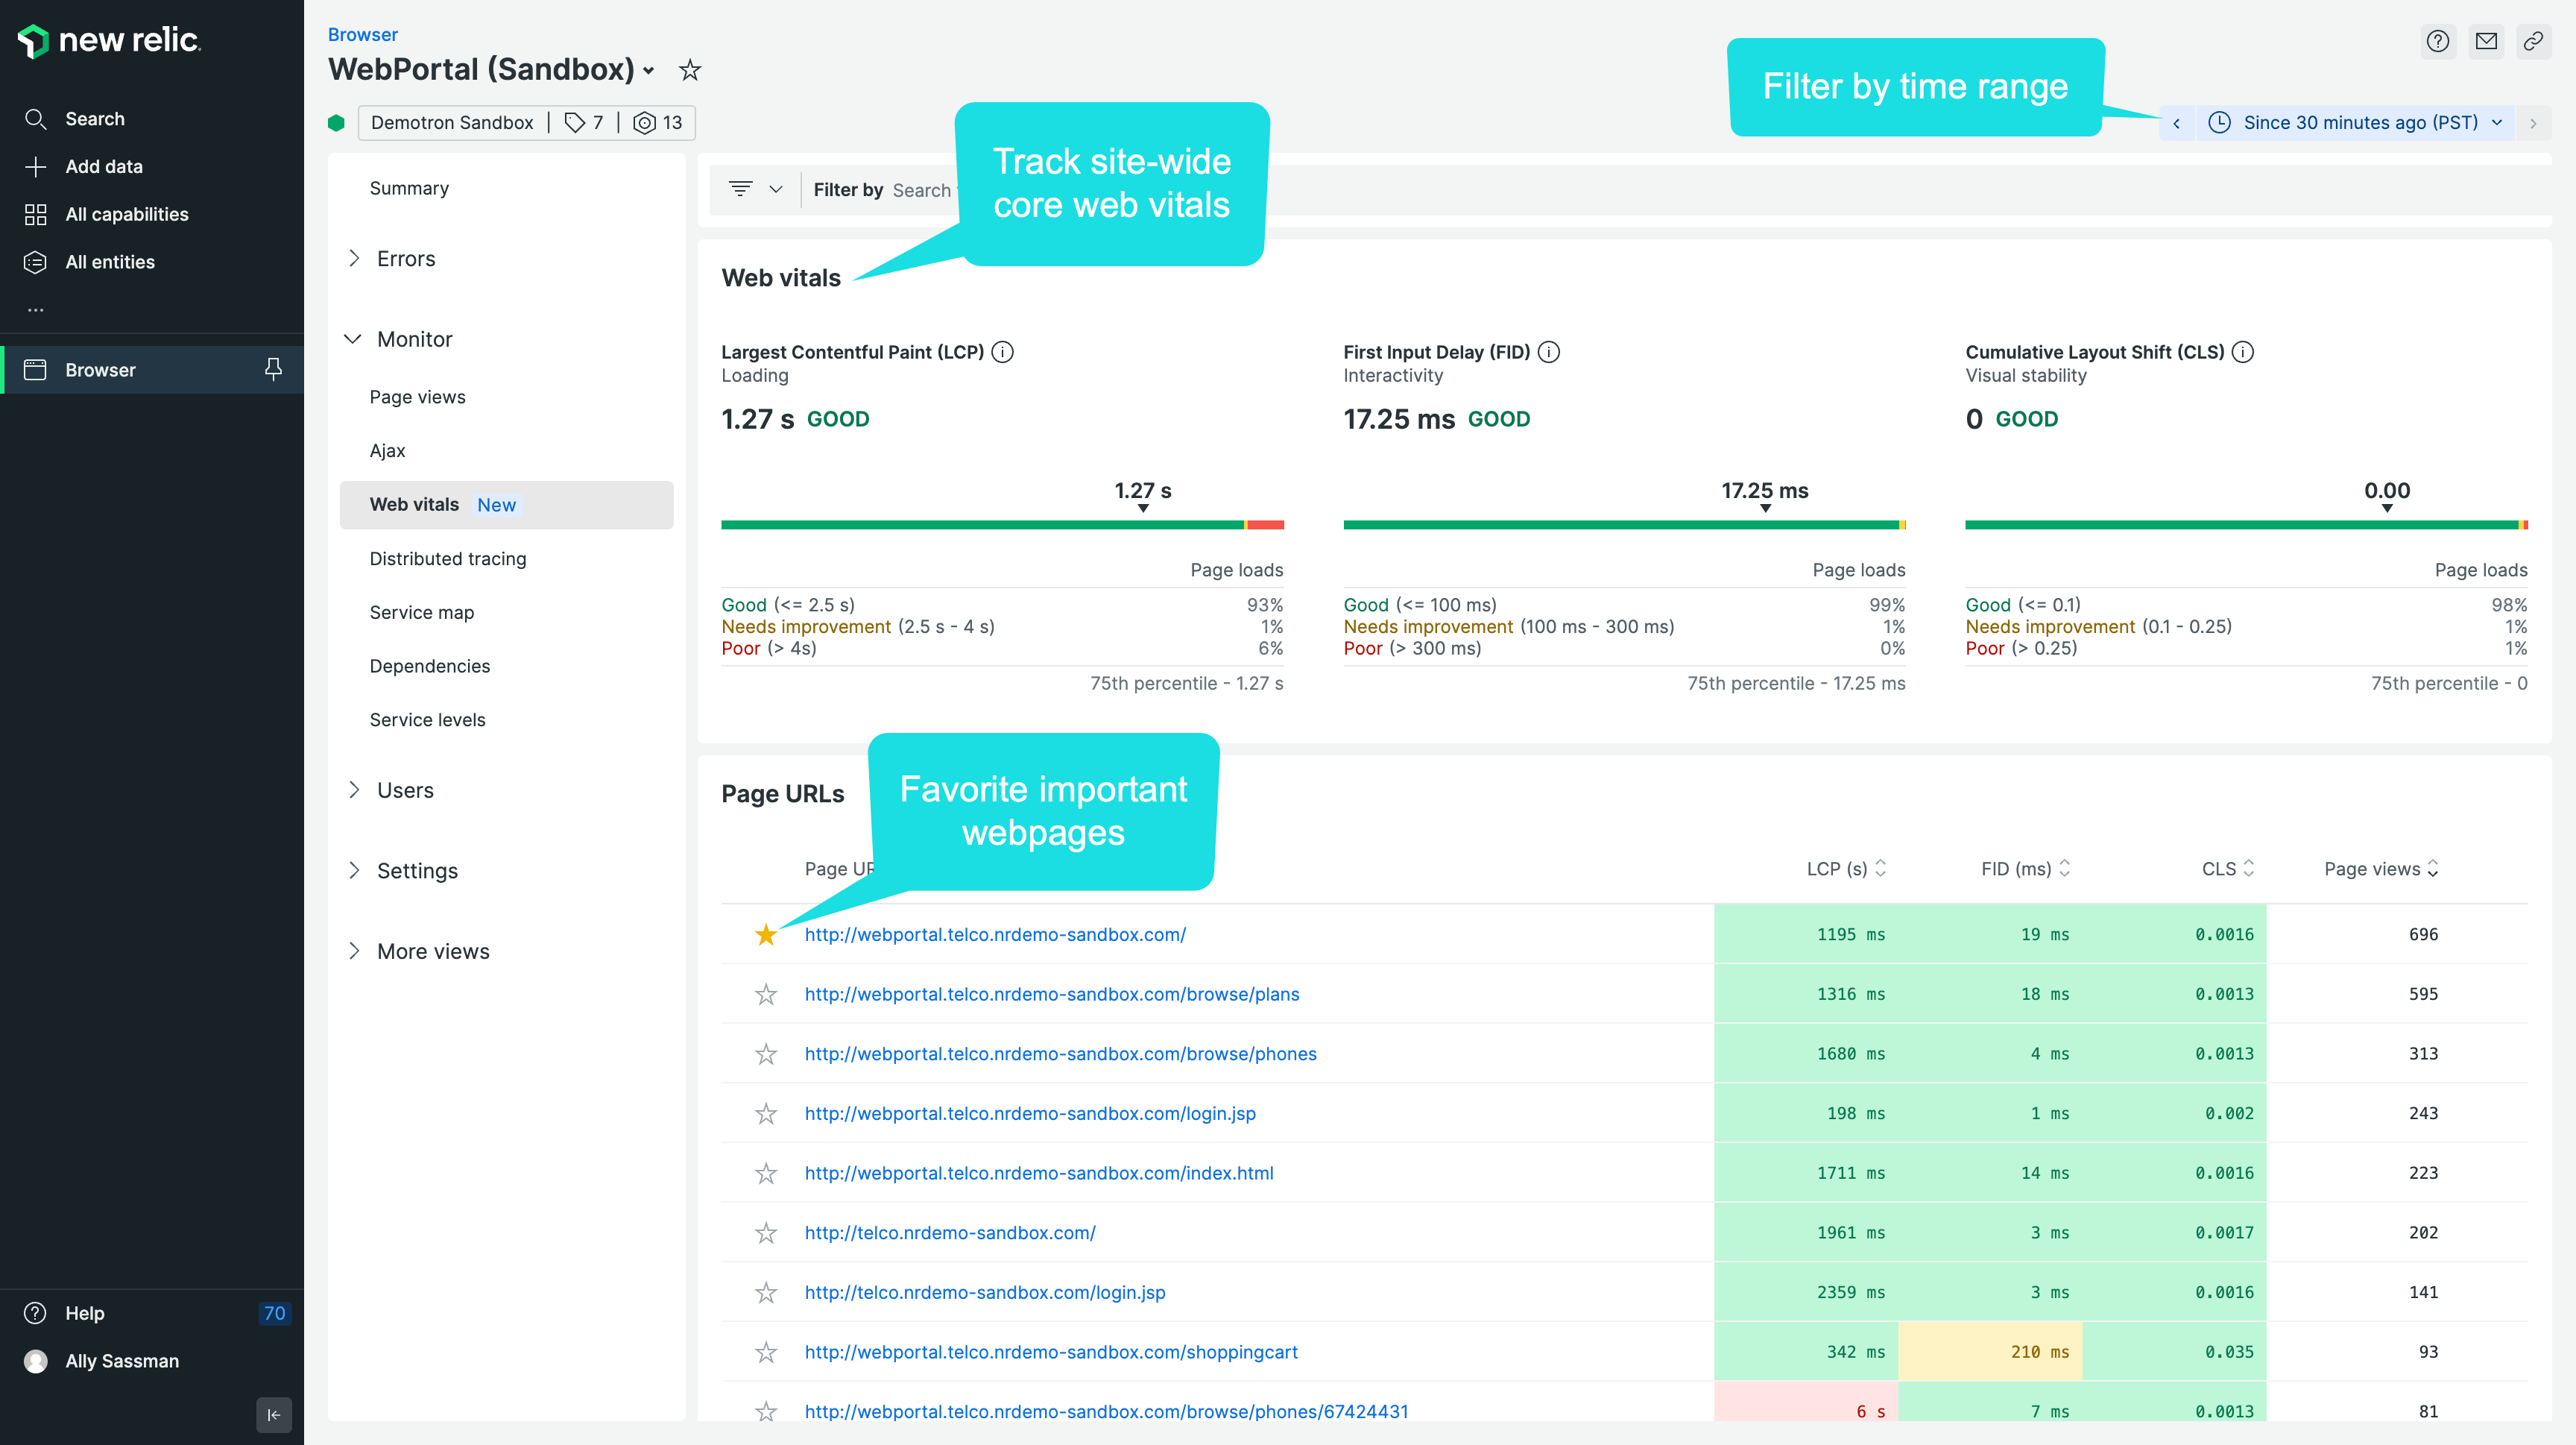 new relic.
Search
Add data
All capabilities
All entities
...
Browser
Help 70
Ally Sassman
Browser
WebPortal (Sandbox)
Demotron Sandbox | 7 | 13
Filter by time range
Since 30 minutes ago (PST)
Summary
Errors
Monitor
Page views
Ajax
Web vitals New
Distributed tracing
Service map
Dependencies
Service levels
Users
Settings
More views
Filter by Search
Track site-wide
core web vitals
Web vitals
Largest Contentful Paint (LCP)
Loading
1.27 s GOOD
1.27 s
Page loads
Good (<= 2.5 s) 93%
Needs improvement (2.5 s - 4 s) 1%
Poor (> 4s) 6%
75th percentile - 1.27 s
First Input Delay (FID)
Interactivity
17.25 ms GOOD
17.25 ms
Page loads
Good (<= 100 ms) 99%
Needs improvement (100 ms - 300 ms) 1%
Poor (> 300 ms) 0%
75th percentile - 17.25 ms
Cumulative Layout Shift (CLS)
Visual stability
0 GOOD
0.00
Page loads
Good (<= 0.1) 98%
Needs improvement (0.1 - 0.25) 1%
Poor (> 0.25) 1%
75th percentile - 0
Page URLs
Favorite important
webpages
Page LCP (s) FID (ms) CLS Page views
http://webportal.telco.nrdemo-sandbox.com/ 1195 ms 19 ms 0.0016 696
http://webportal.telco.nrdemo-sandbox.com/browse/plans 1316 ms 18 ms 0.0013 595
http://webportal.telco.nrdemo-sandbox.com/browse/phones 1680 ms 4 ms 0.0013 313
http://webportal.telco.nrdemo-sandbox.com/login.jsp 198 ms 1 ms 0.002 243
http://webportal.telco.nrdemo-sandbox.com/index.html 1711 ms 14 ms 0.0016 223
http://telco.nrdemo-sandbox.com/ 1961 ms 3 ms 0.0017 202
http://telco.nrdemo-sandbox.com/login.jsp 2359 ms 3 ms 0.0016 141
http://webportal.telco.nrdemo-sandbox.com/shoppingcart 342 ms 210 ms 0.035 93
http://webportal.telco.nrdemo-sandbox.com/browse/phones/67424431 6 s 7 ms 0.0013 81